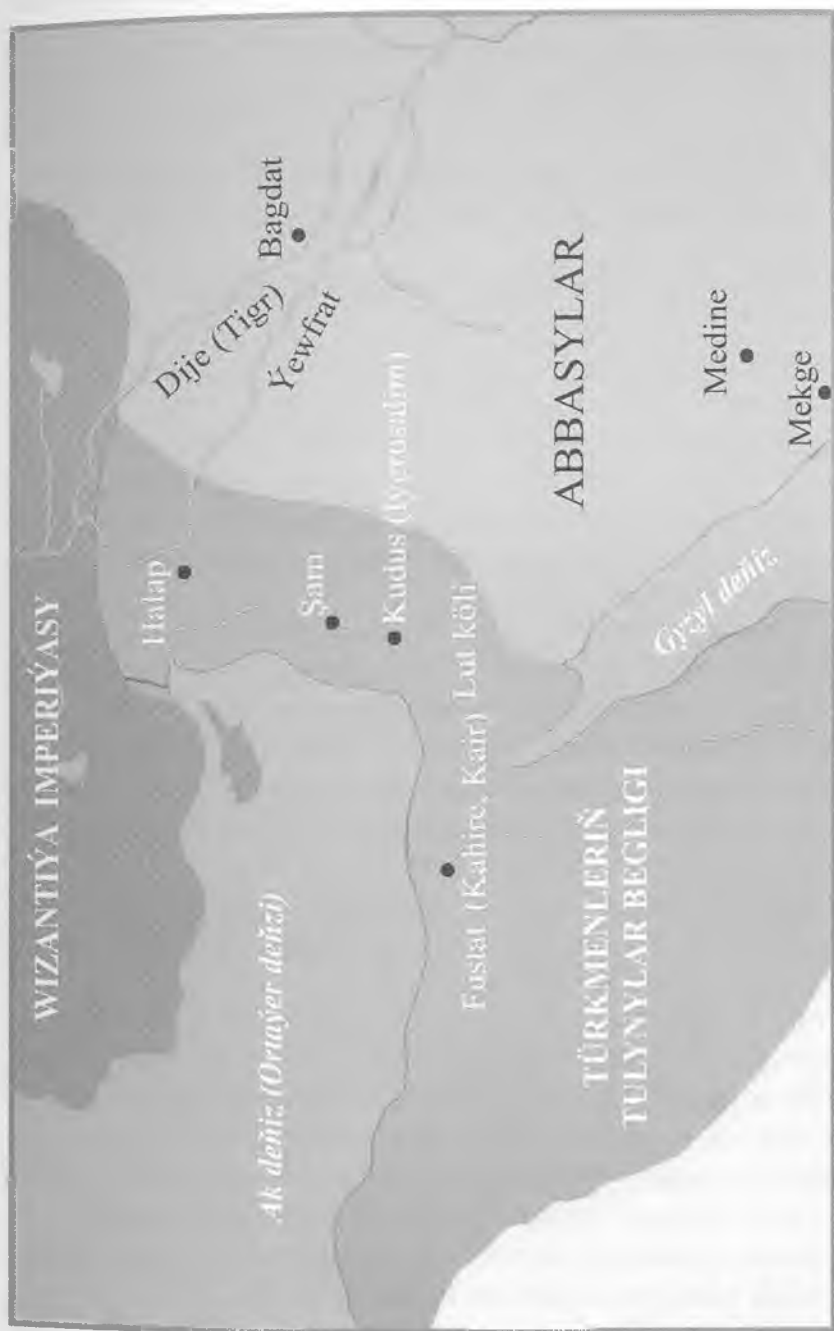 WIZANTIÝA IMPERIÝASY
Ak deňiz (Ortaýer deňzi)
Halap
Şam
Kudus (Iýerusalim)
Lut köli
Fustat (Kahire, Kair)
TÜRKMENLERIŇ
TULYNYLAR BEGLIGI
Dije (Tigr)
Ýewfrat
Bagdat
ABBASYLAR
Medine
Mekge
Gyzyl deňiz